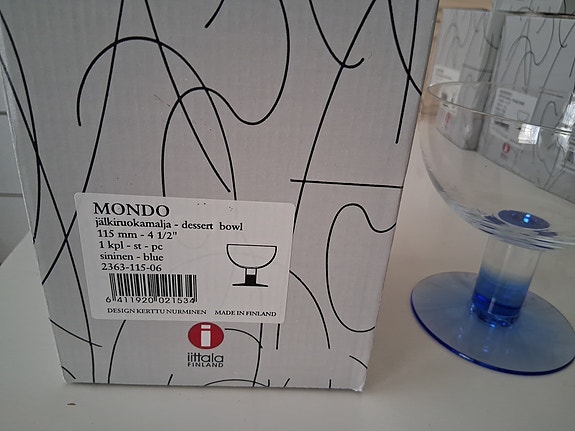 MONDO
jälkiruokamalja - dessert bowl
115 mm - 4 1/2"
1 kpl - st - pc
sininen - blue
2363-115-06
6 411920 021534
DESIGN KERTTU NURMINEN MADE IN FINLAND
i
iittala
FINLAND